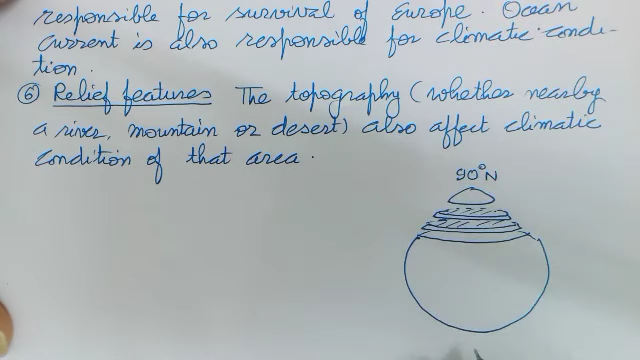 responsible for survival of Europe. Ocean
current is also responsible for climatic condi-
tion.
⑥ Relief features The topography (whether nearby
a river, mountain or desert) also affect climatic
condition of that area.
90°N